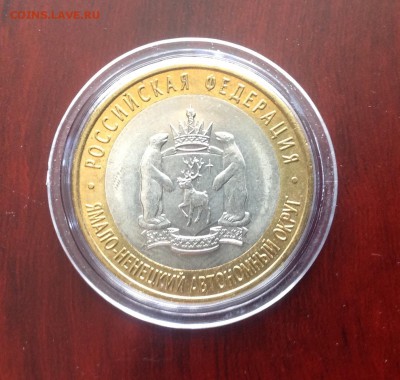 COINS.LAVE.RU
• РОССИЙСКАЯ ФЕДЕРАЦИЯ •
ЯМАЛО-НЕНЕЦКИЙ АВТОНОМНЫЙ ОКРУГ